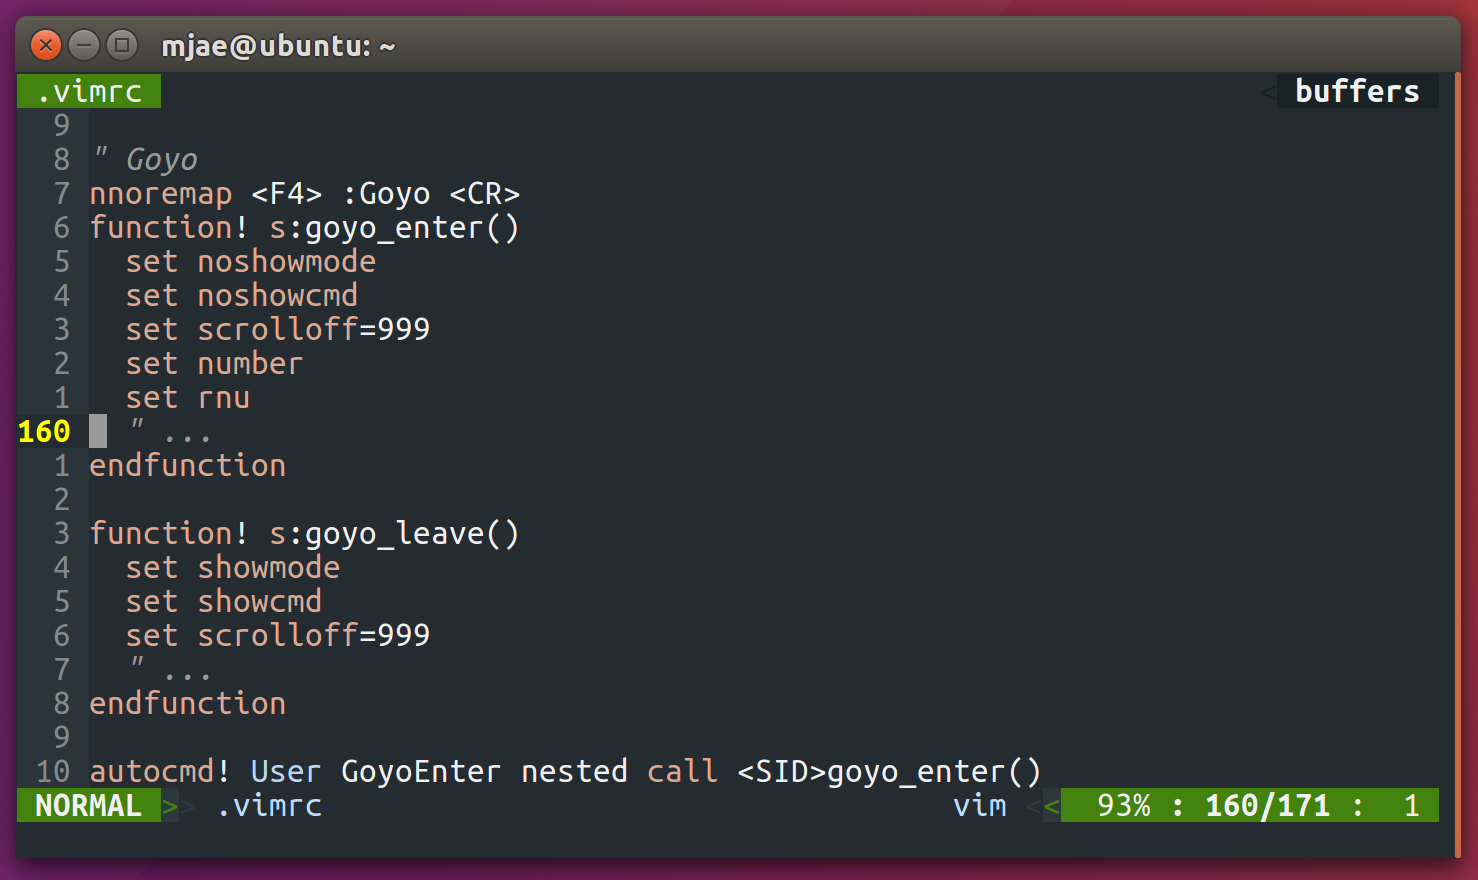 mjae@ubuntu: ~
.vimrc < buffers
9
8 " Goyo
7 nnoremap <F4> :Goyo <CR>
6 function! s:goyo_enter()
5   set noshowmode
4   set noshowcmd
3   set scrolloff=999
2   set number
1   set rnu
160   " ...
1 endfunction
2
3 function! s:goyo_leave()
4   set showmode
5   set showcmd
6   set scrolloff=999
7   " ...
8 endfunction
9
10 autocmd! User GoyoEnter nested call <SID>goyo_enter()
NORMAL >> .vimrc vim << 93% : 160/171 : 1